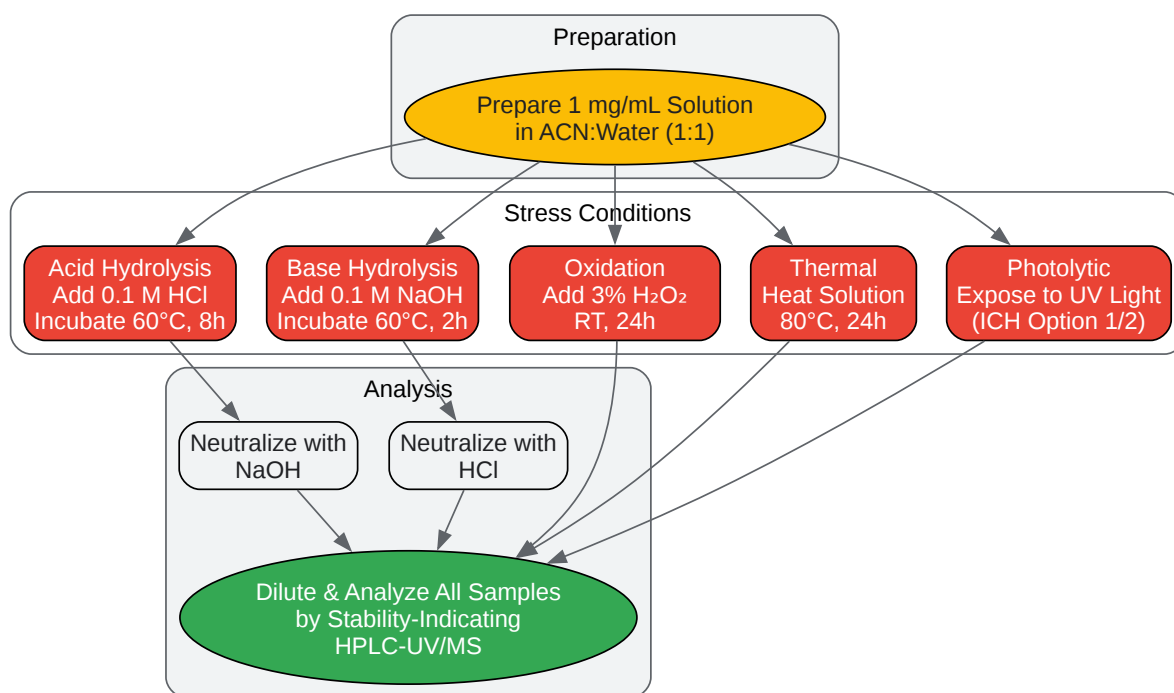 Preparation
Prepare 1 mg/mL Solution
in ACN:Water (1:1)
Stress Conditions
Acid Hydrolysis
Add 0.1 M HCl
Incubate 60°C, 8h
Base Hydrolysis
Add 0.1 M NaOH
Incubate 60°C, 2h
Oxidation
Add 3% H₂O₂
RT, 24h
Thermal
Heat Solution
80°C, 24h
Photolytic
Expose to UV Light
(ICH Option 1/2)
Analysis
Neutralize with
NaOH
Neutralize with
HCl
Dilute & Analyze All Samples
by Stability-Indicating
HPLC-UV/MS